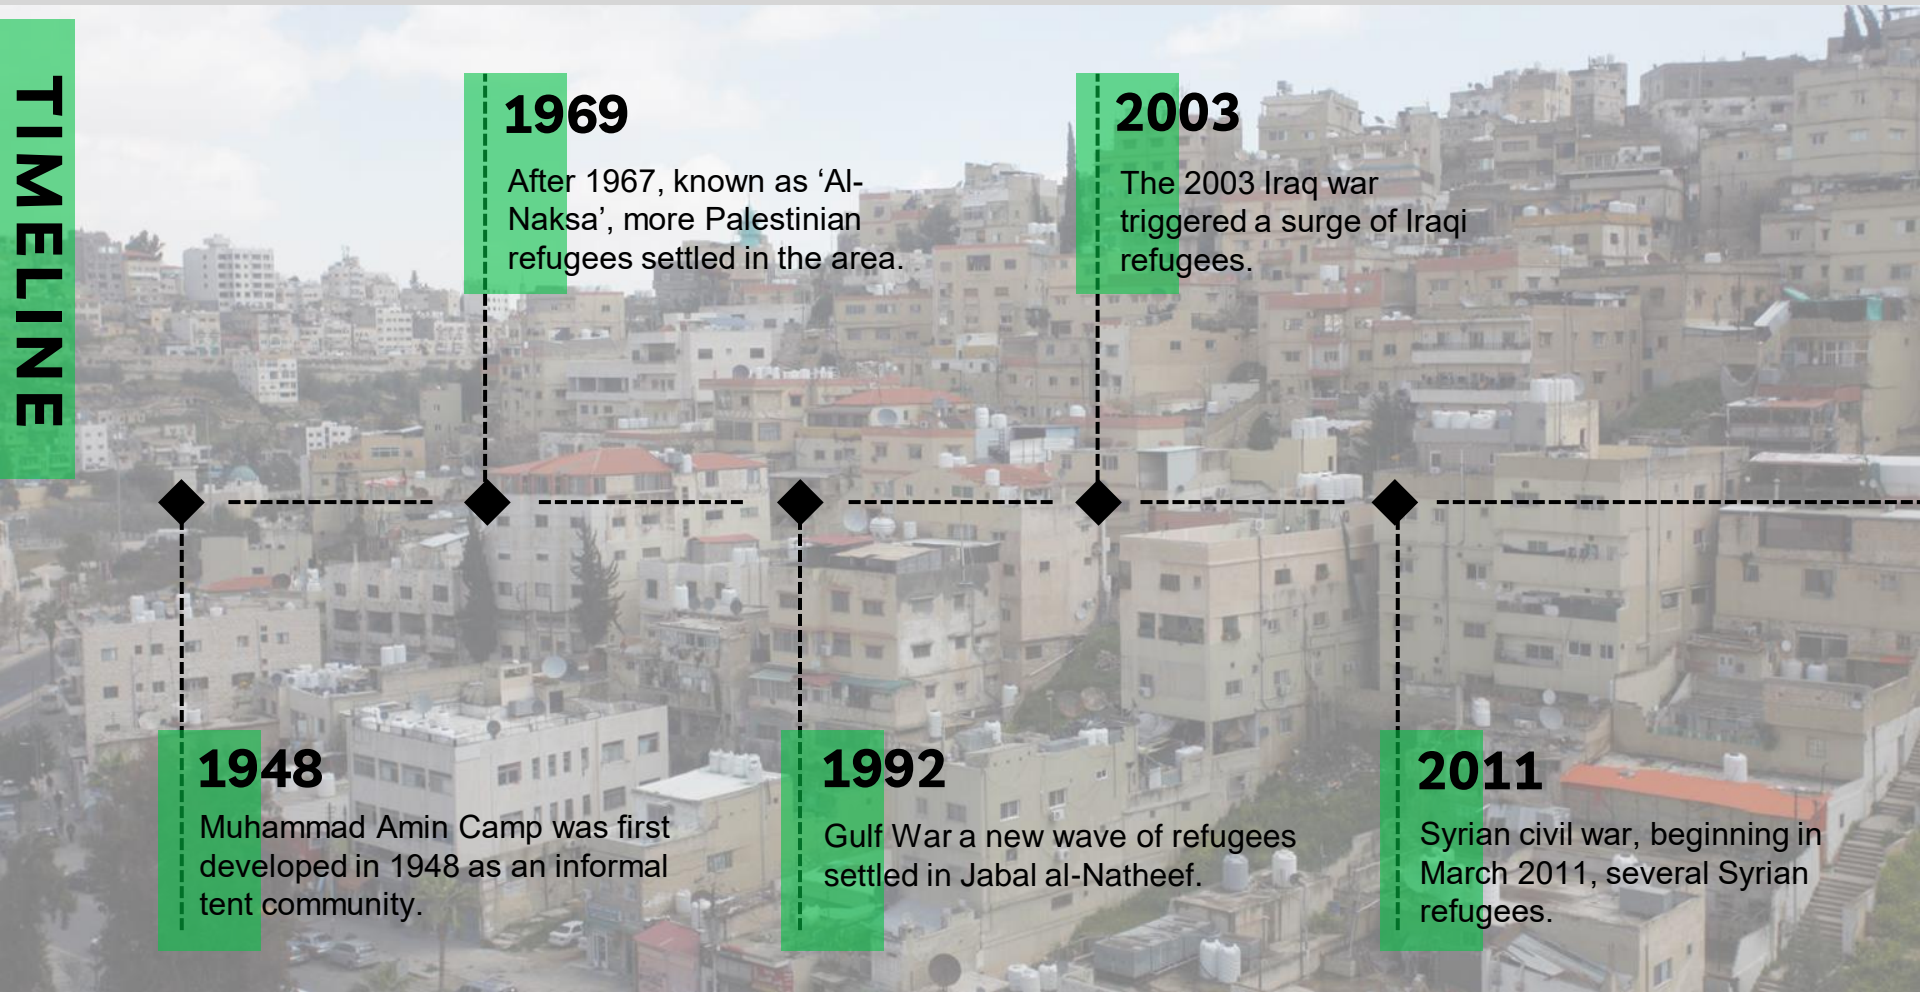 TIMELINE
1969
After 1967, known as ‘Al-
Naksa’, more Palestinian
refugees settled in the area.
2003
The 2003 Iraq war
triggered a surge of Iraqi
refugees.
1948
Muhammad Amin Camp was first
developed in 1948 as an informal
tent community.
1992
Gulf War a new wave of refugees
settled in Jabal al-Natheef.
2011
Syrian civil war, beginning in
March 2011, several Syrian
refugees.